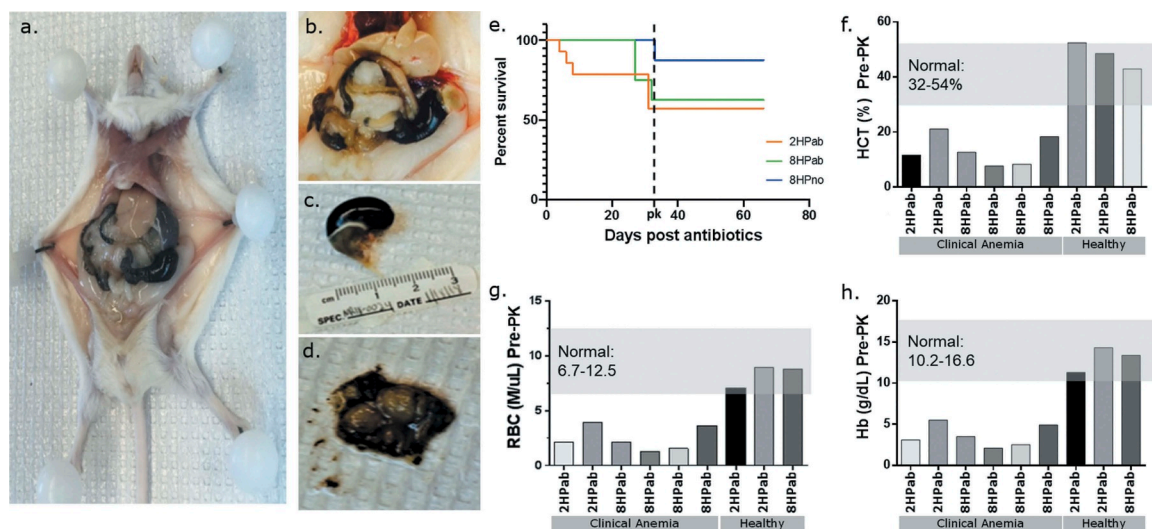 a.
b.
c.
cm 1 2 3
SPEC. DATE
d.
e.
Percent survival
100
50
0
0 20 pk 40 60 80
Days post antibiotics
2HPab
8HPab
8HPno
f.
HCT (%) Pre-PK
60
40
20
0
Normal:
32-54%
2HPab 2HPab 8HPab 8HPab 8HPab 8HPab 2HPab 2HPab 8HPab
Clinical Anemia Healthy
g.
RBC (M/uL) Pre-PK
15
10
5
0
Normal:
6.7-12.5
2HPab 2HPab 8HPab 8HPab 8HPab 8HPab 2HPab 2HPab 8HPab
Clinical Anemia Healthy
h.
Hb (g/dL) Pre-PK
20
15
10
5
0
Normal:
10.2-16.6
2HPab 2HPab 8HPab 8HPab 8HPab 8HPab 2HPab 2HPab 8HPab
Clinical Anemia Healthy